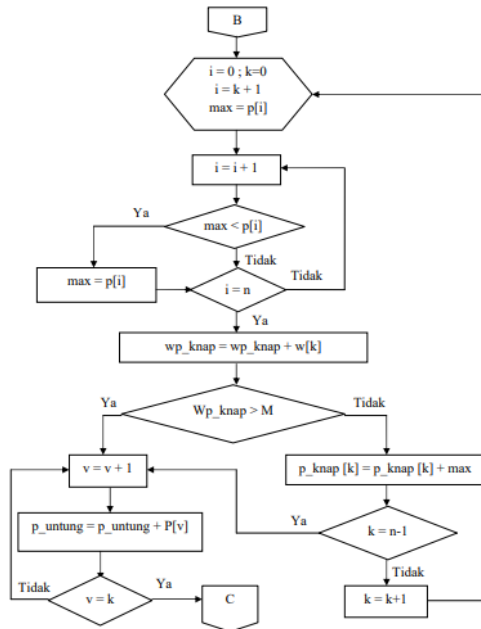 B
i = 0 ; k=0
i = k + 1
max = p[i]
i = i + 1
Ya
max < p[i]
Tidak
max = p[i]
i = n
Tidak
Ya
wp_knap = wp_knap + w[k]
Ya
Wp_knap > M
Tidak
v = v + 1
p_knap [k] = p_knap [k] + max
p_untung = p_untung + P[v]
Ya
k = n-1
Tidak
Tidak
v = k
Ya
C
k = k+1